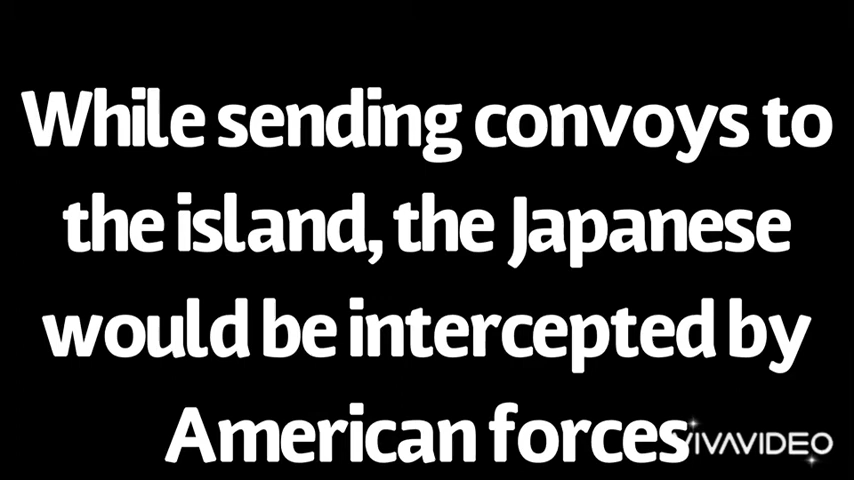 While sending convoys to
the island, the Japanese
would be intercepted by
American forces
VIVAVIDEO